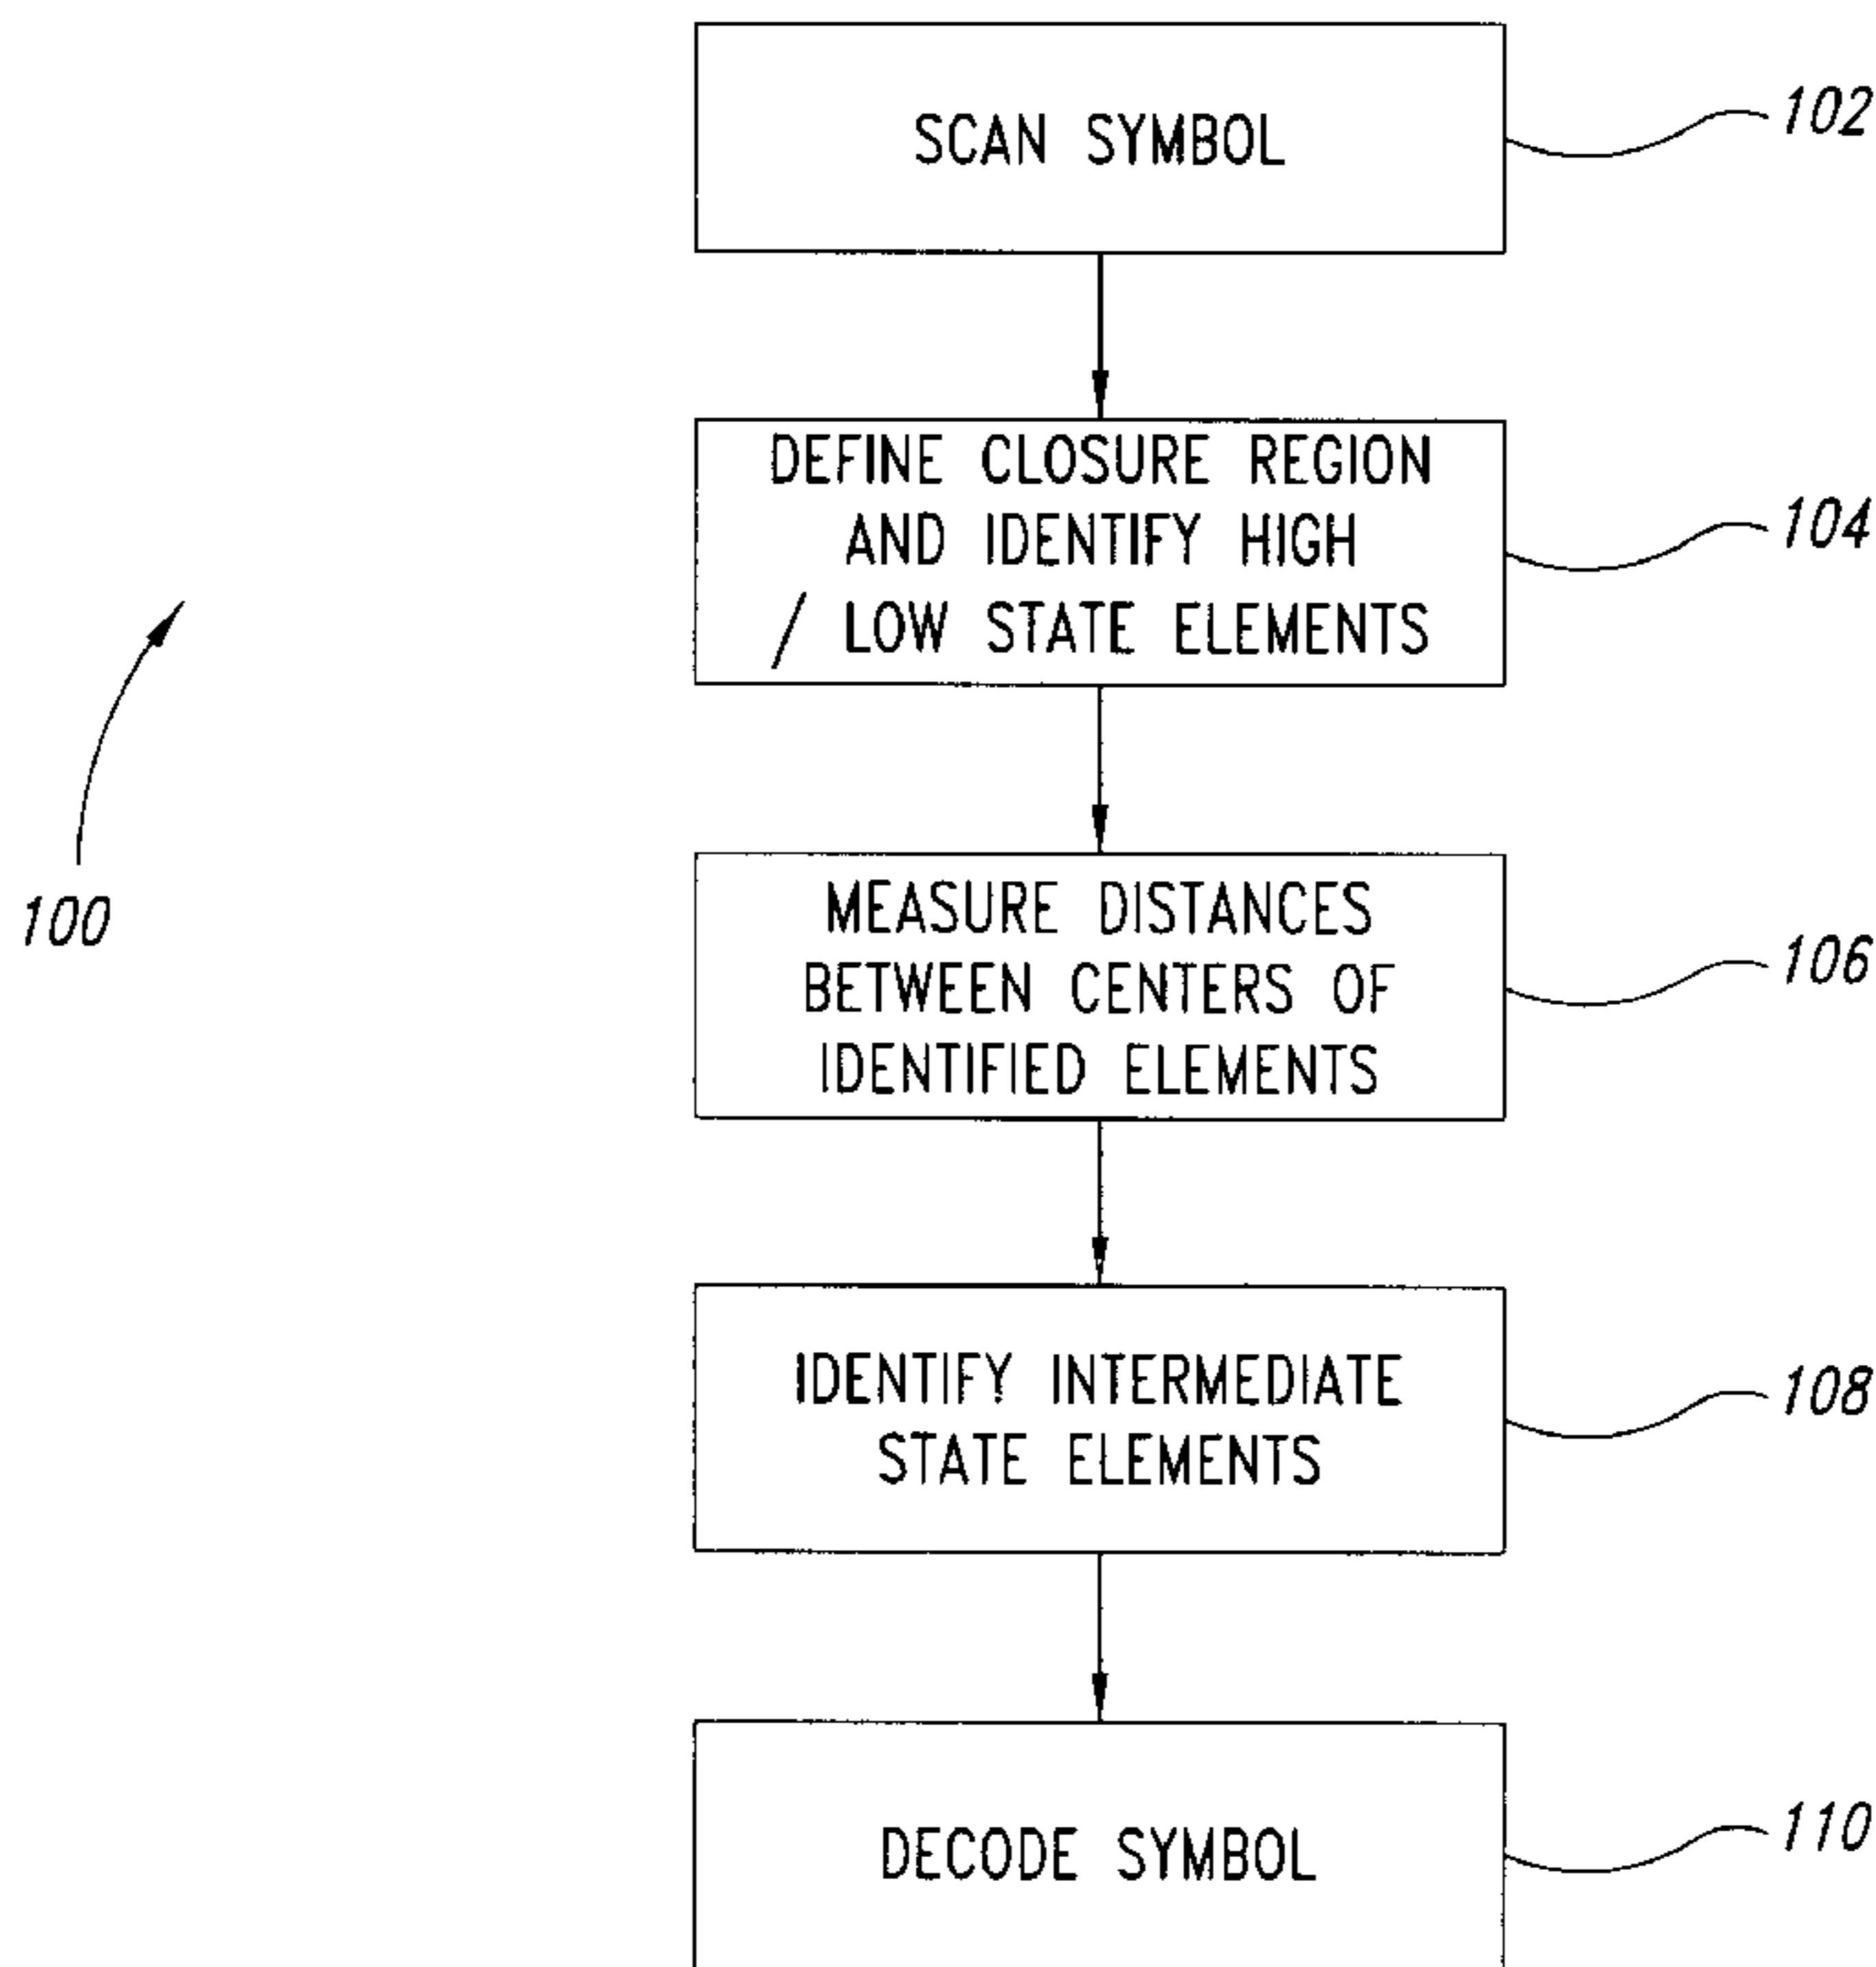 SCAN SYMBOL
102
DEFINE CLOSURE REGION
AND IDENTIFY HIGH
/ LOW STATE ELEMENTS
104
100
MEASURE DISTANCES
BETWEEN CENTERS OF
IDENTIFIED ELEMENTS
106
IDENTIFY INTERMEDIATE
STATE ELEMENTS
108
DECODE SYMBOL
110